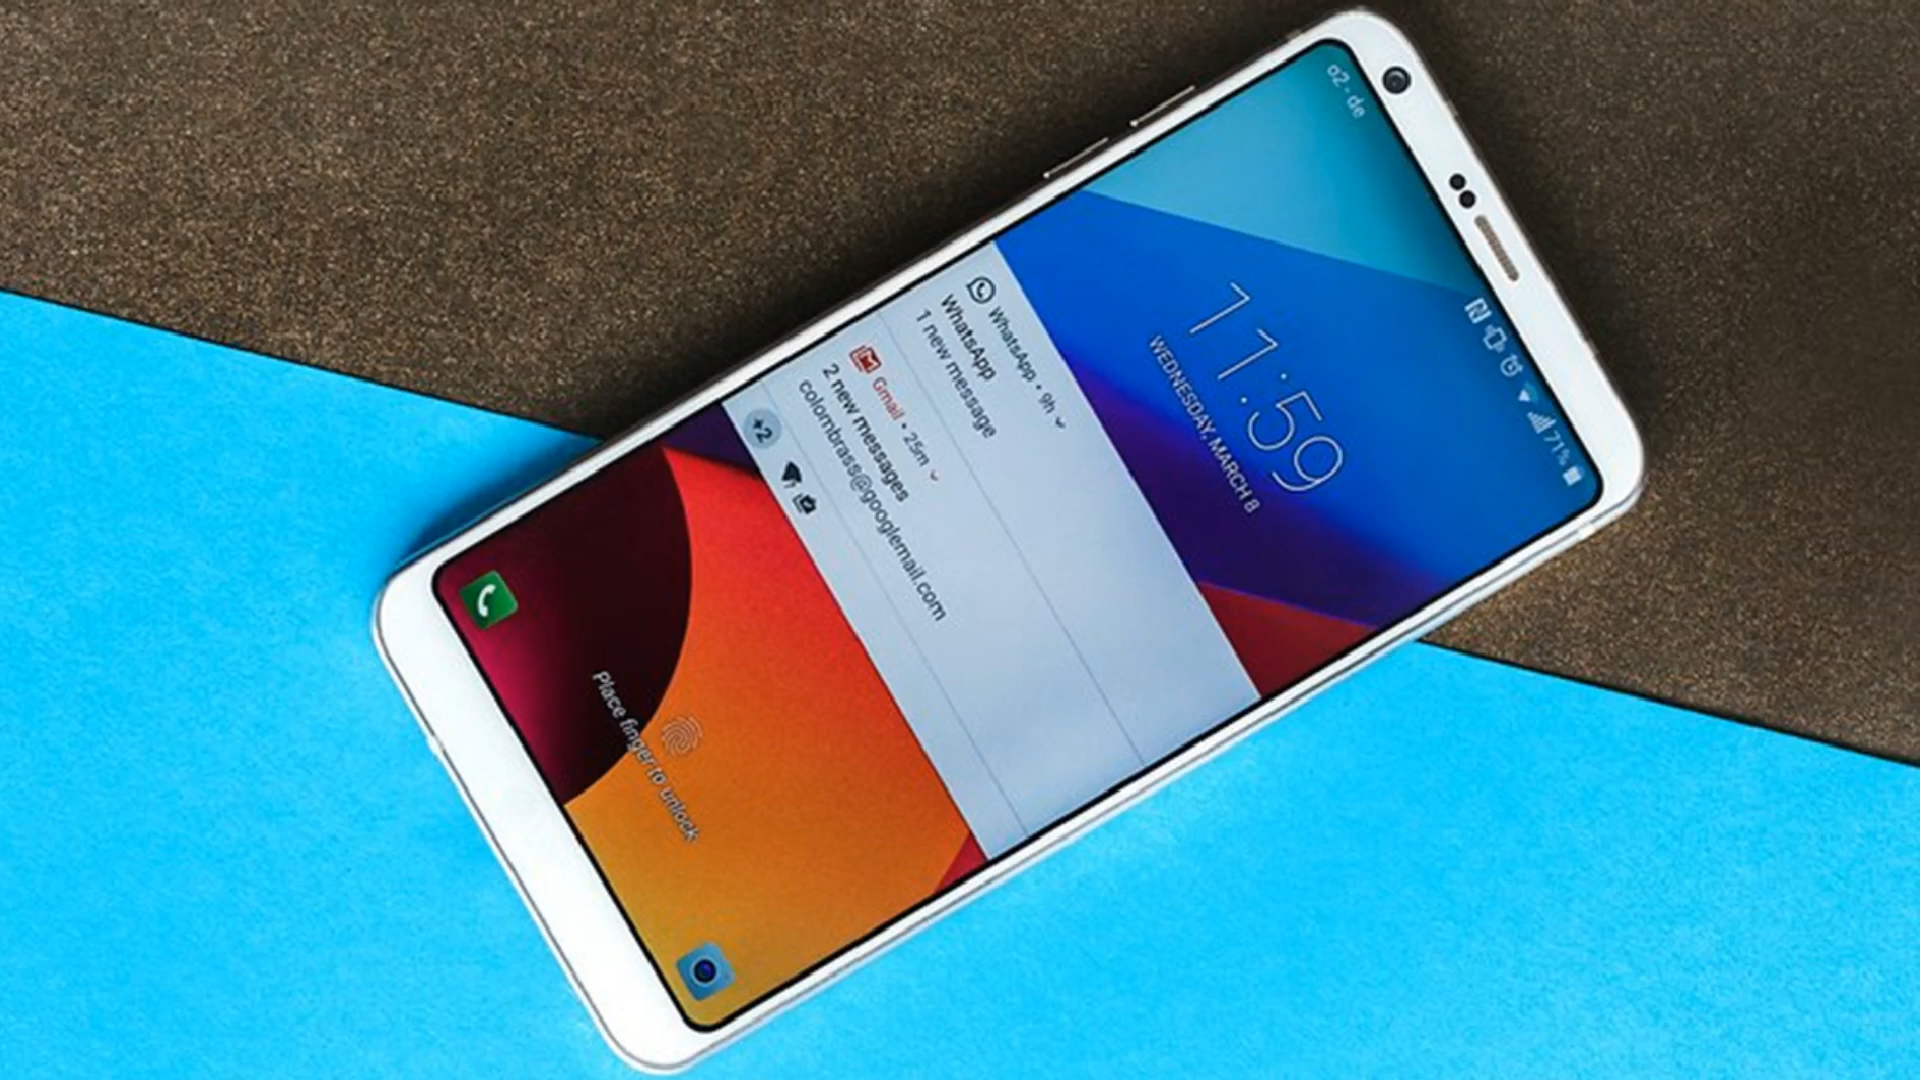 o2 - de
71%
11:59
WEDNESDAY, MARCH 8
WhatsApp • 9h
WhatsApp
1 new message
Gmail • 25m
2 new messages
colombrass@googlemail.com
+2
Place finger to unlock